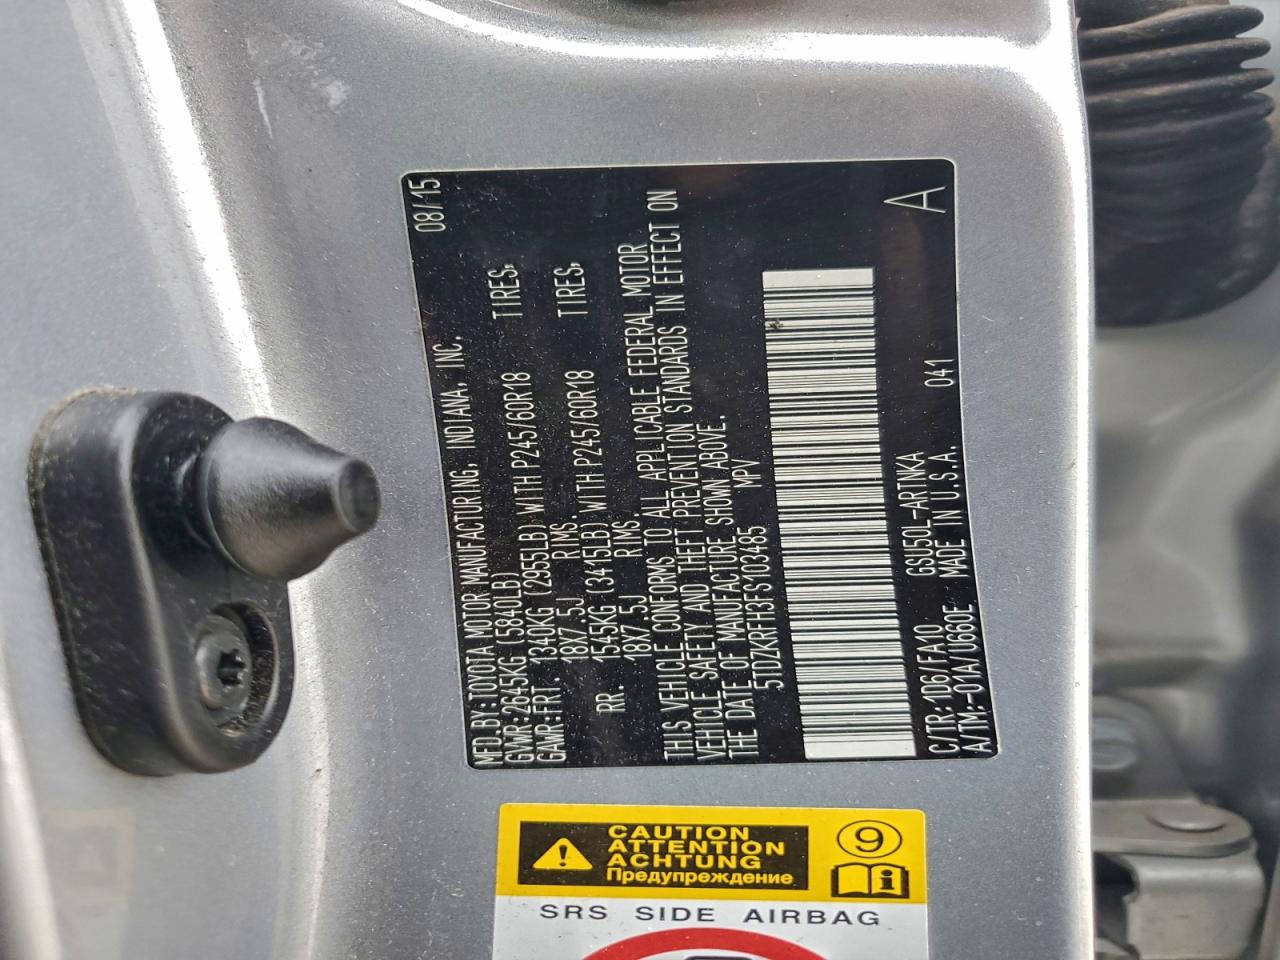 MFD.BY:TOYOTA MOTOR MANUFACTURING, INDIANA, INC. 08/15
GVWR:2645KG (5840LB)
GAWR:FRT. 1340KG (2955LB) WITH P245/60R18 TIRES,
18X7.5J RIMS.
RR. 1545KG (3415LB) WITH P245/60R18 TIRES,
18X7.5J RIMS.
THIS VEHICLE CONFORMS TO ALL APPLICABLE FEDERAL MOTOR
VEHICLE SAFETY AND THEFT PREVENTION STANDARDS IN EFFECT ON
THE DATE OF MANUFACTURE SHOWN ABOVE.
5TDZKRFH3FS103485 MPV
C/TR:1D6/FA10 GSU50L-ARTNKA 041
A/TM:-01A/U660E MADE IN U.S.A.
A
CAUTION
ATTENTION
ACHTUNG
Предупреждение
9
i
SRS SIDE AIRBAG